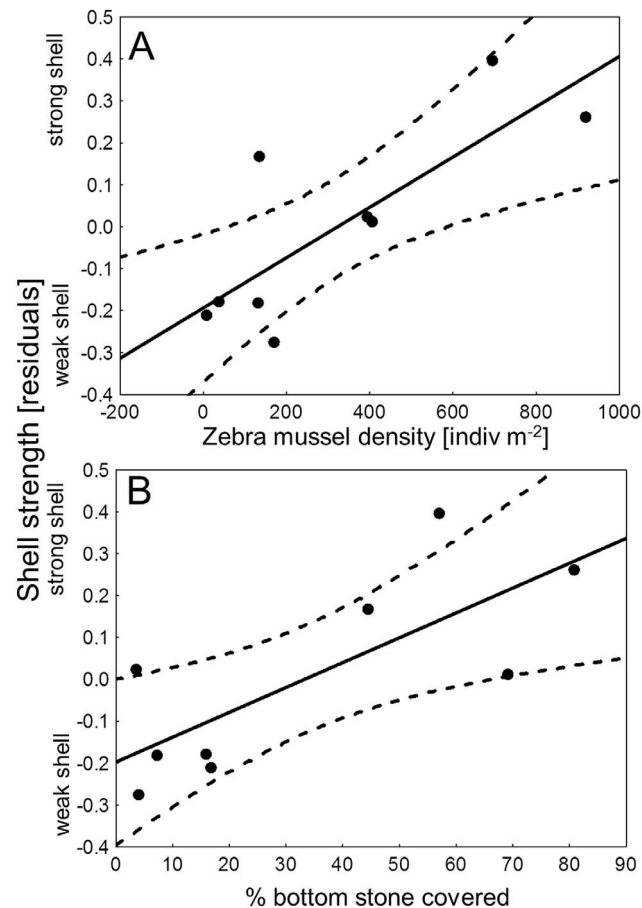 A
0.5
0.4
0.3
0.2
0.1
0.0
-0.1
-0.2
-0.3
-0.4
-200 0 200 400 600 800 1000
Zebra mussel density [indiv m-2]
strong shell
weak shell
Shell strength [residuals]
B
0.5
0.4
0.3
0.2
0.1
0.0
-0.1
-0.2
-0.3
-0.4
0 10 20 30 40 50 60 70 80 90
% bottom stone covered
strong shell
weak shell